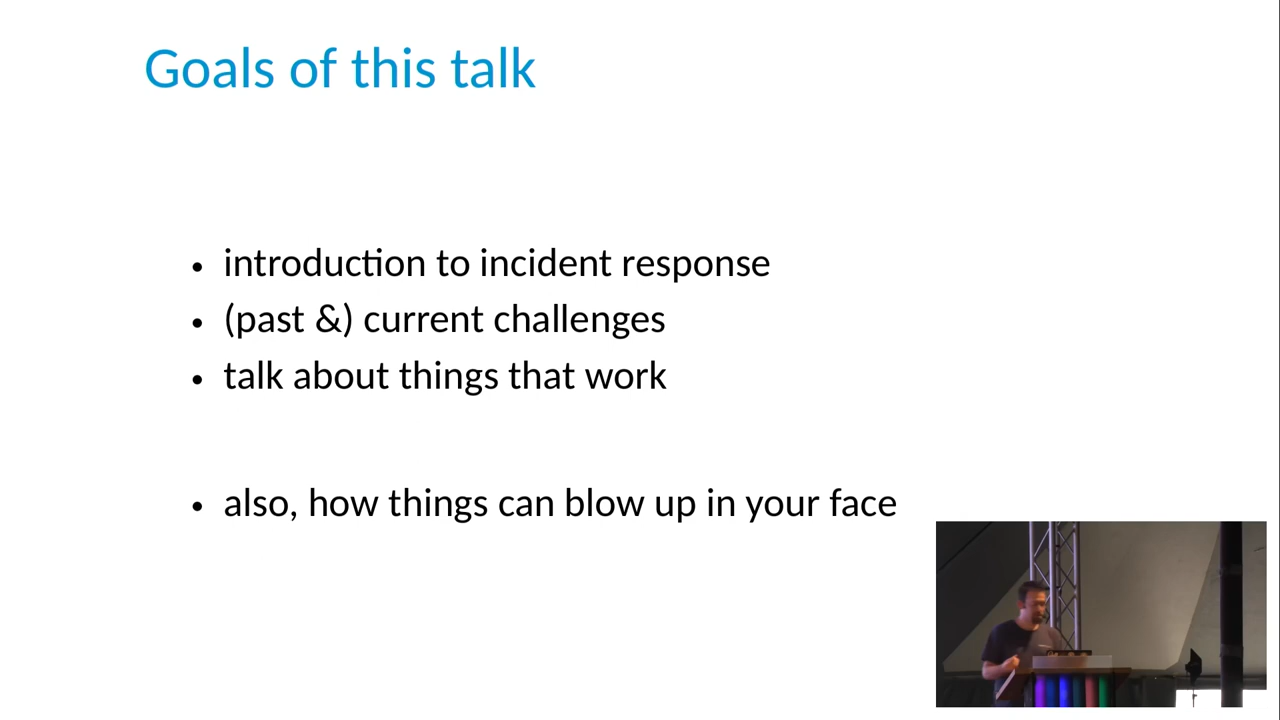 Goals of this talk
• introduction to incident response
• (past &) current challenges
• talk about things that work
• also, how things can blow up in your face